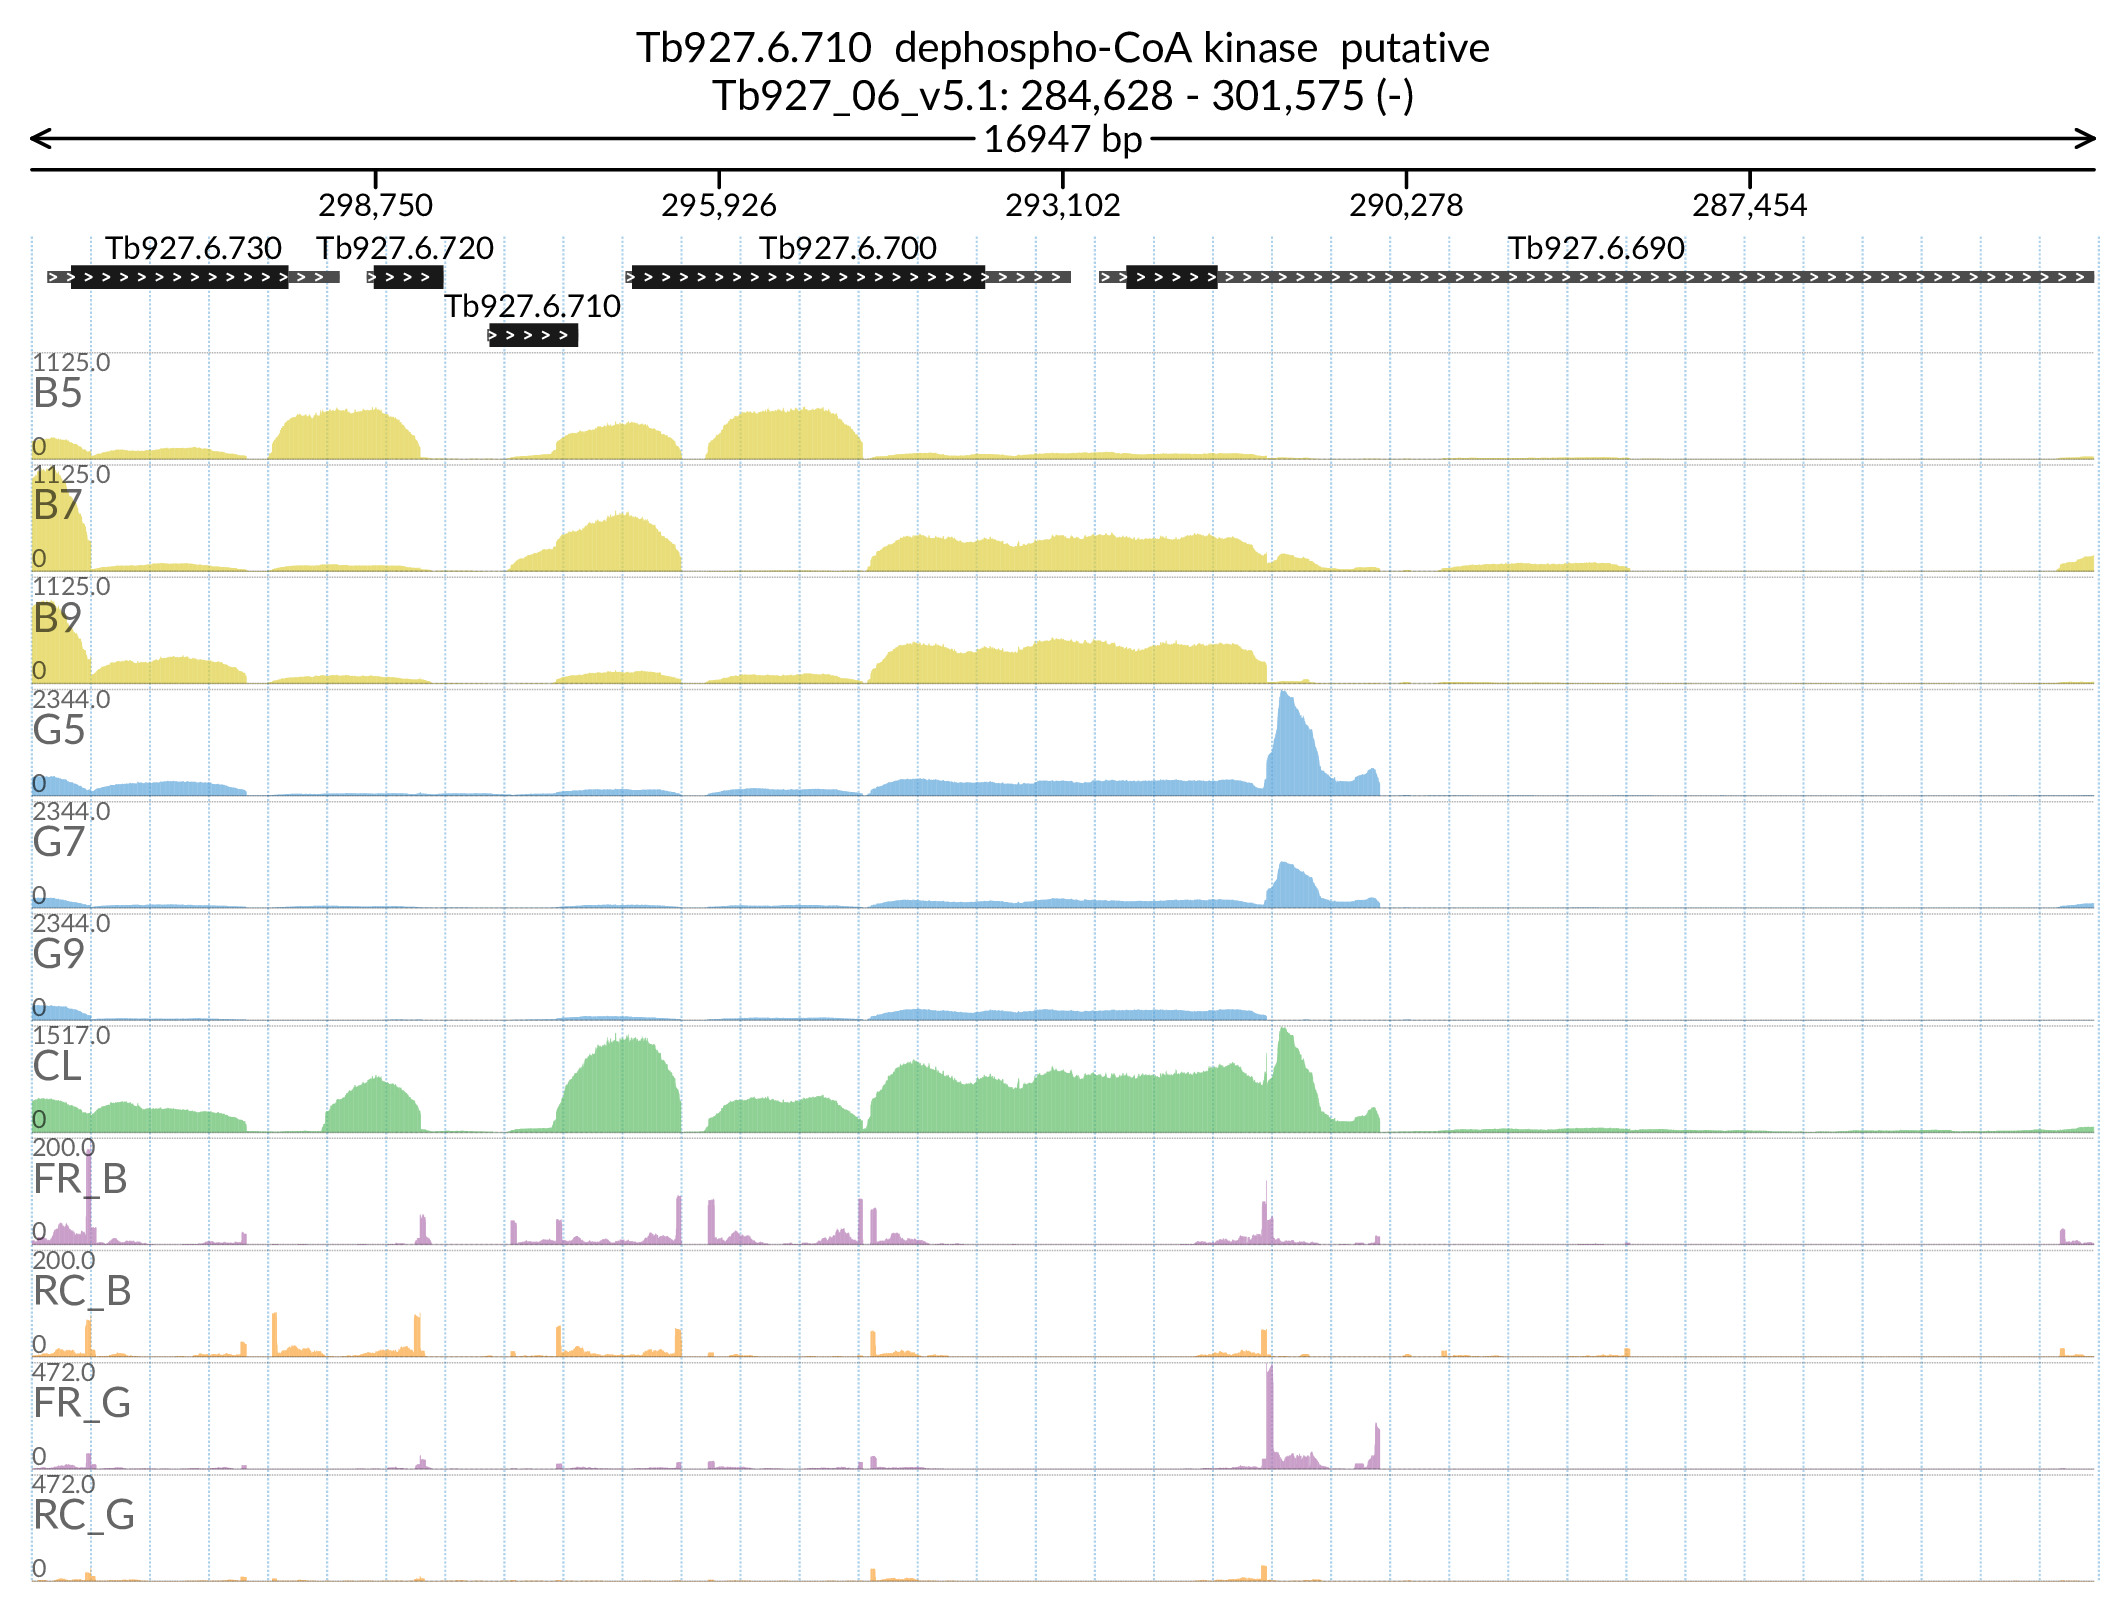 Tb927.6.710  dephospho-CoA kinase  putative
Tb927_06_v5.1: 284,628 - 301,575 (-)
16947 bp
298,750 295,926 293,102 290,278 287,454
Tb927.6.730 Tb927.6.720 Tb927.6.700 Tb927.6.690
Tb927.6.710
1125.0
B5
0
1125.0
B7
0
1125.0
B9
0
2344.0
G5
0
2344.0
G7
0
2344.0
G9
0
1517.0
CL
0
200.0
FR_B
0
200.0
RC_B
0
472.0
FR_G
0
472.0
RC_G
0